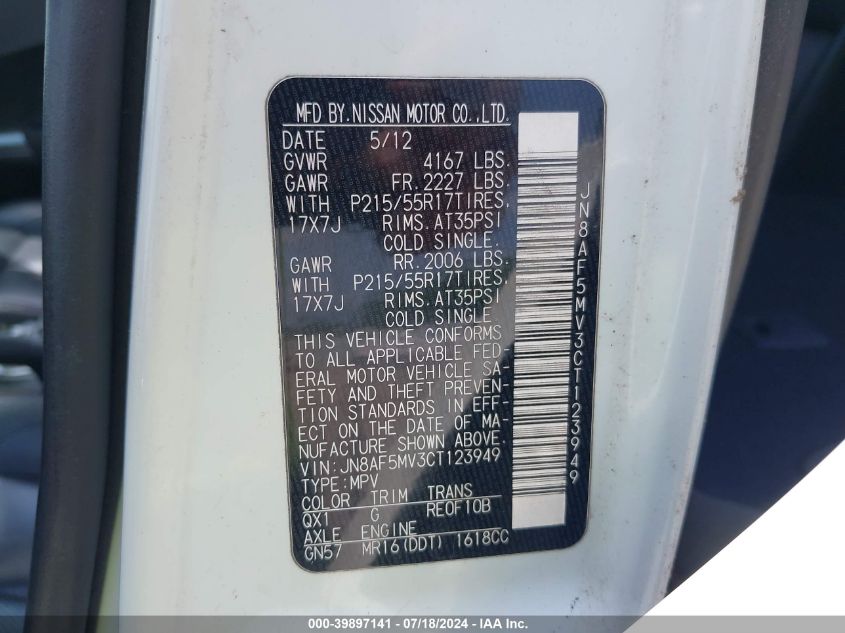 MFD BY.NISSAN MOTOR CO.,LTD.
DATE 5/12
GVWR 4167 LBS.
GAWR FR.2227 LBS.
WITH P215/55R17TIRES,
17X7J RIMS.AT35PSI
COLD SINGLE.
GAWR RR.2006 LBS.
WITH P215/55R17TIRES,
17X7J RIMS.AT35PSI
COLD SINGLE
THIS VEHICLE CONFORMS
TO ALL APPLICABLE FED-
ERAL MOTOR VEHICLE SA-
FETY AND THEFT PREVEN-
TION STANDARDS IN EFF-
ECT ON THE DATE OF MA-
NUFACTURE SHOWN ABOVE.
VIN:JN8AF5MV3CT123949
TYPE:MPV
COLOR TRIM TRANS
QX1 G RE0F10B
AXLE ENGINE
GN57 MR16(DDT) 1618CC
JN8AF5MV3CT123949
000-39897141 - 07/18/2024 - IAA Inc.